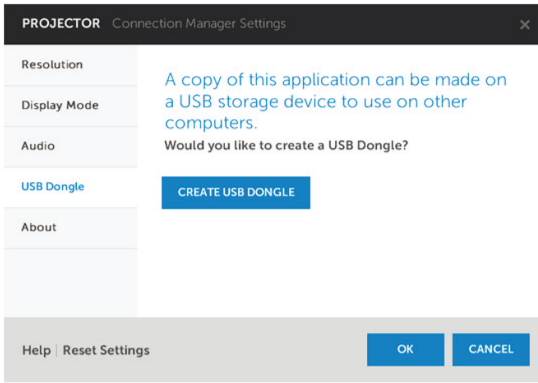 PROJECTOR Connection Manager Settings
Resolution
Display Mode
Audio
USB Dongle
About
A copy of this application can be made on
a USB storage device to use on other
computers.
Would you like to create a USB Dongle?
CREATE USB DONGLE
Help | Reset Settings
OK
CANCEL